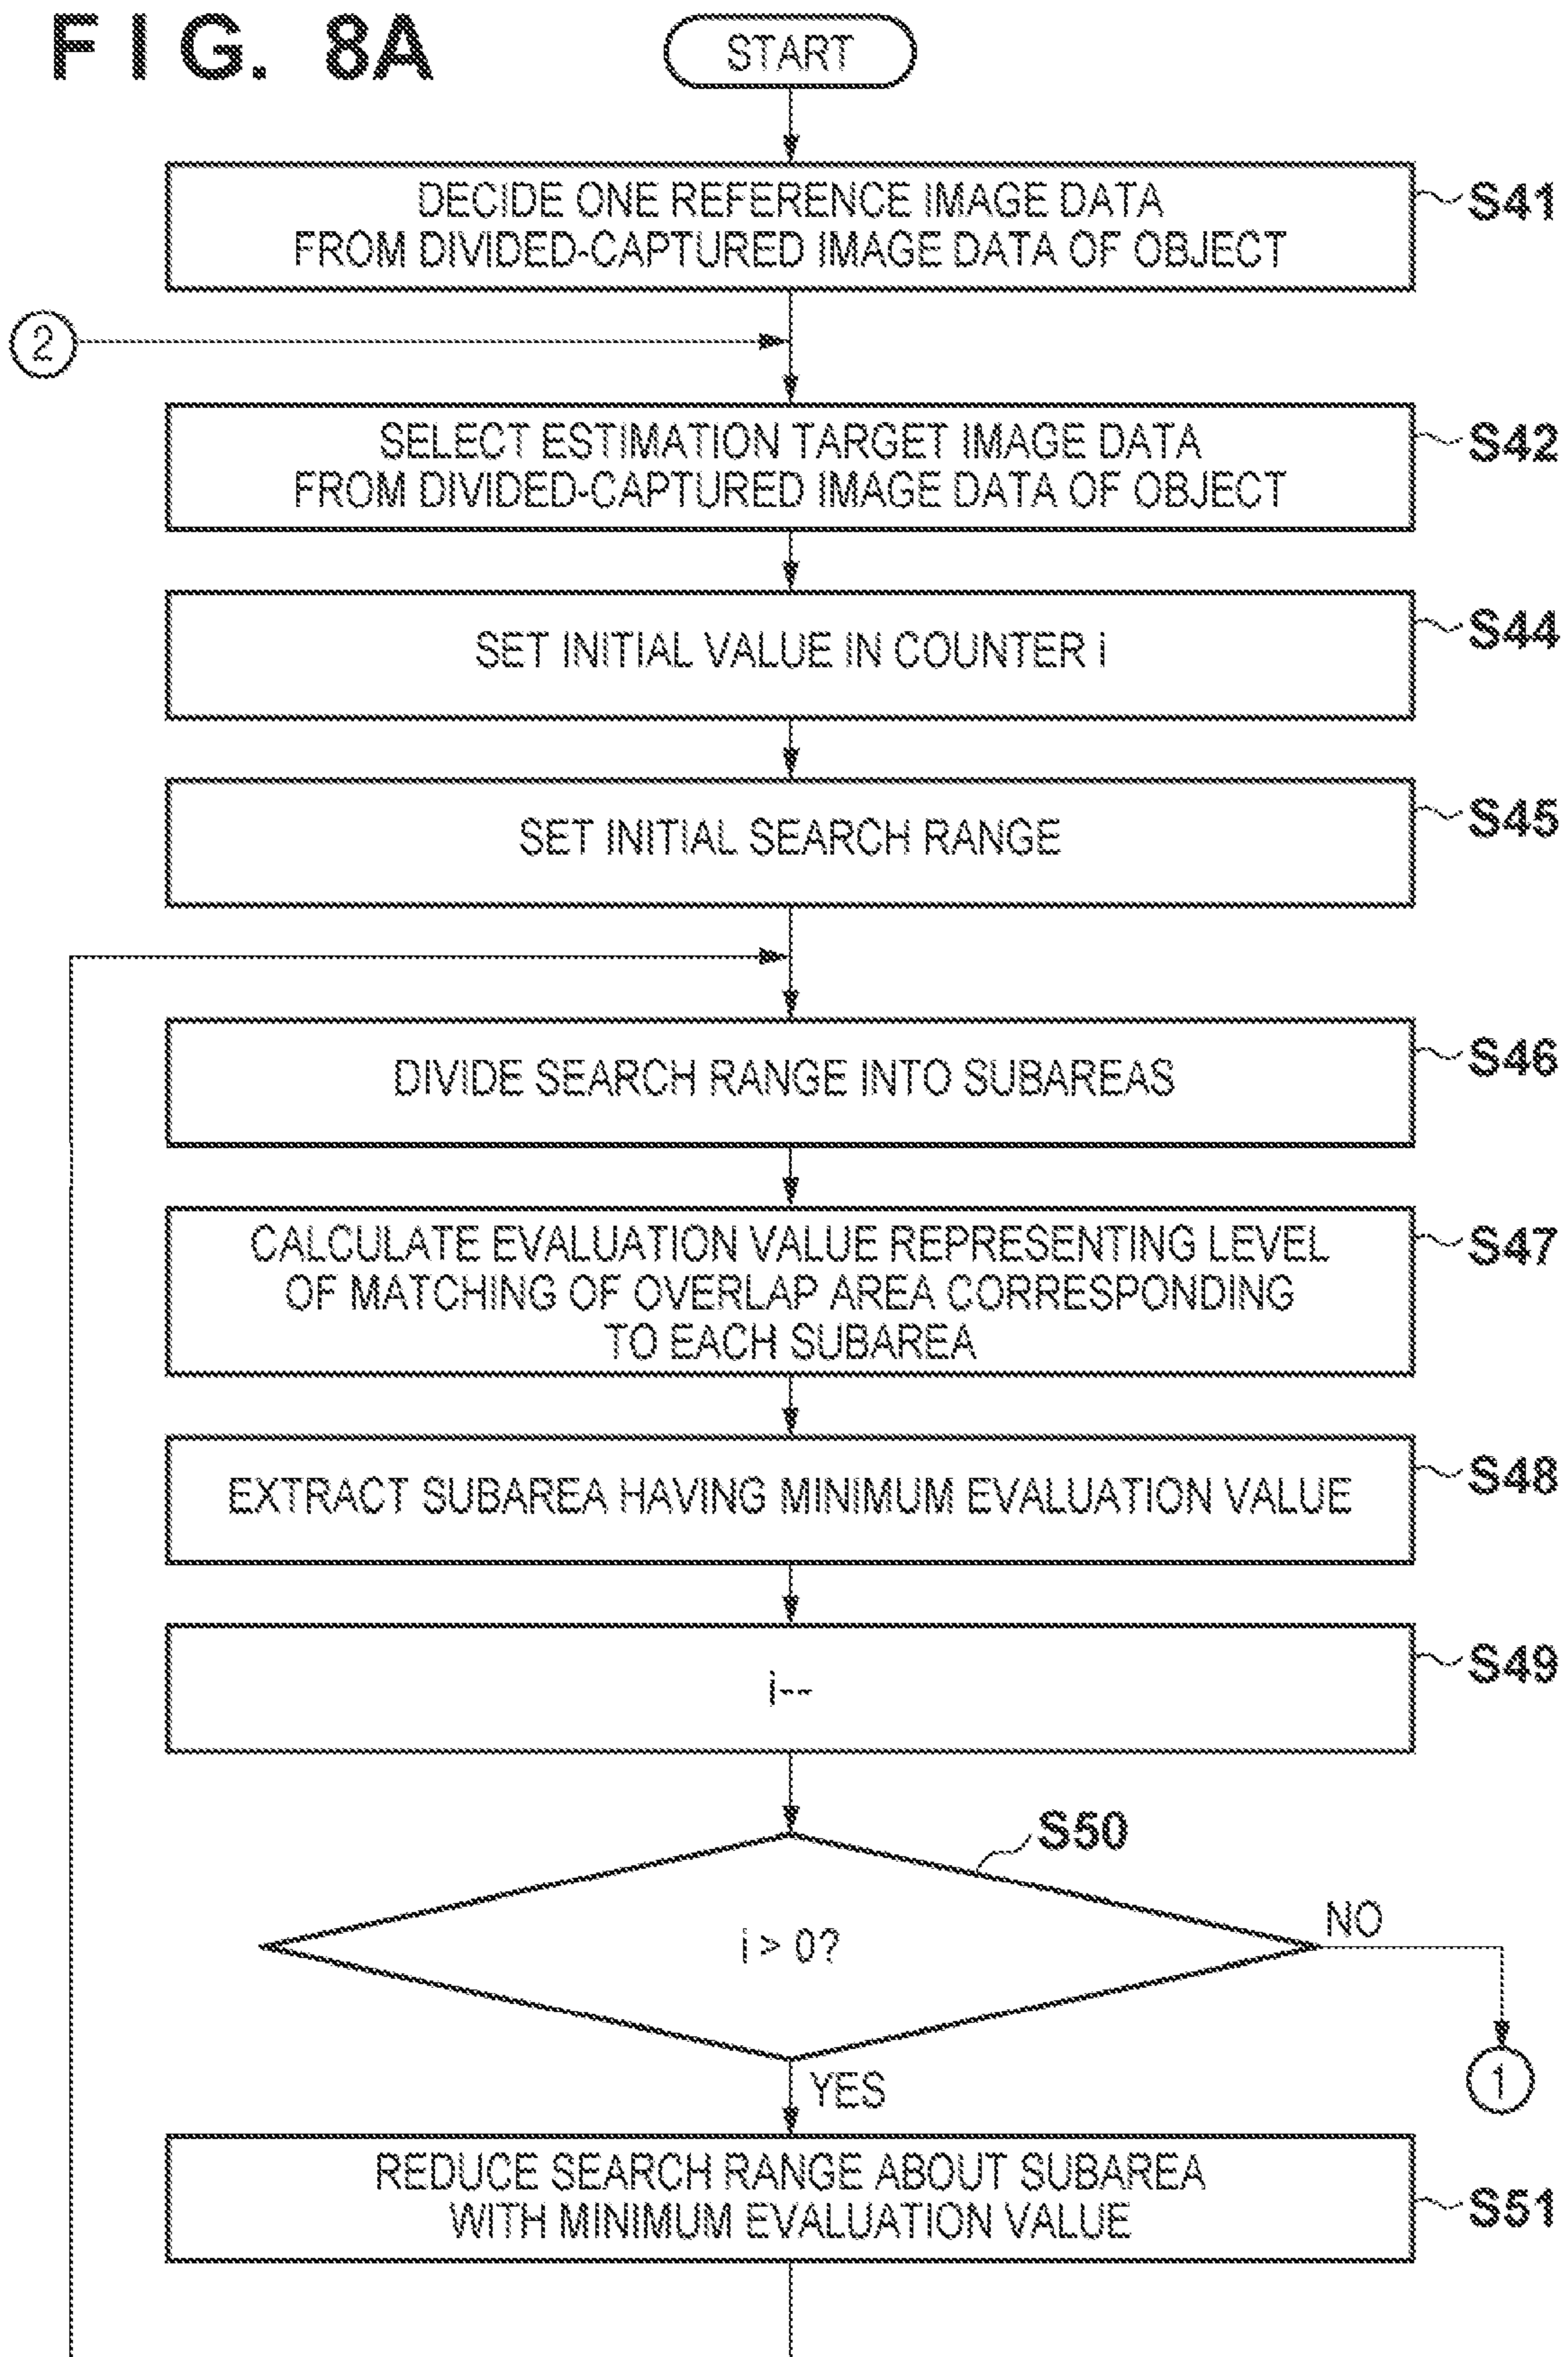 FIG. 8A
START
DECIDE ONE REFERENCE IMAGE DATA
FROM DIVIDED-CAPTURED IMAGE DATA OF OBJECT
S41
2
SELECT ESTIMATION TARGET IMAGE DATA
FROM DIVIDED-CAPTURED IMAGE DATA OF OBJECT
S42
SET INITIAL VALUE IN COUNTER i
S44
SET INITIAL SEARCH RANGE
S45
DIVIDE SEARCH RANGE INTO SUBAREAS
S46
CALCULATE EVALUATION VALUE REPRESENTING LEVEL
OF MATCHING OF OVERLAP AREA CORRESPONDING
TO EACH SUBAREA
S47
EXTRACT SUBAREA HAVING MINIMUM EVALUATION VALUE
S48
i--
S49
S50
i > 0?
NO
1
YES
REDUCE SEARCH RANGE ABOUT SUBAREA
WITH MINIMUM EVALUATION VALUE
S51